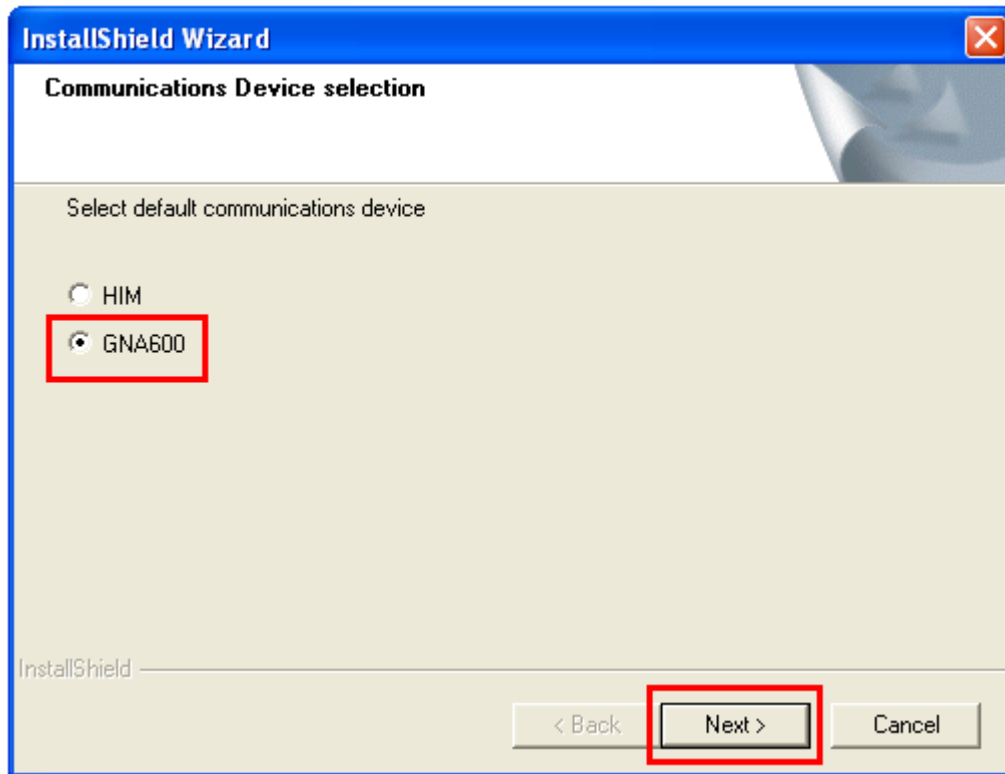 InstallShield Wizard
Communications Device selection
Select default communications device
HIM
GNA600
InstallShield
< Back Next > Cancel